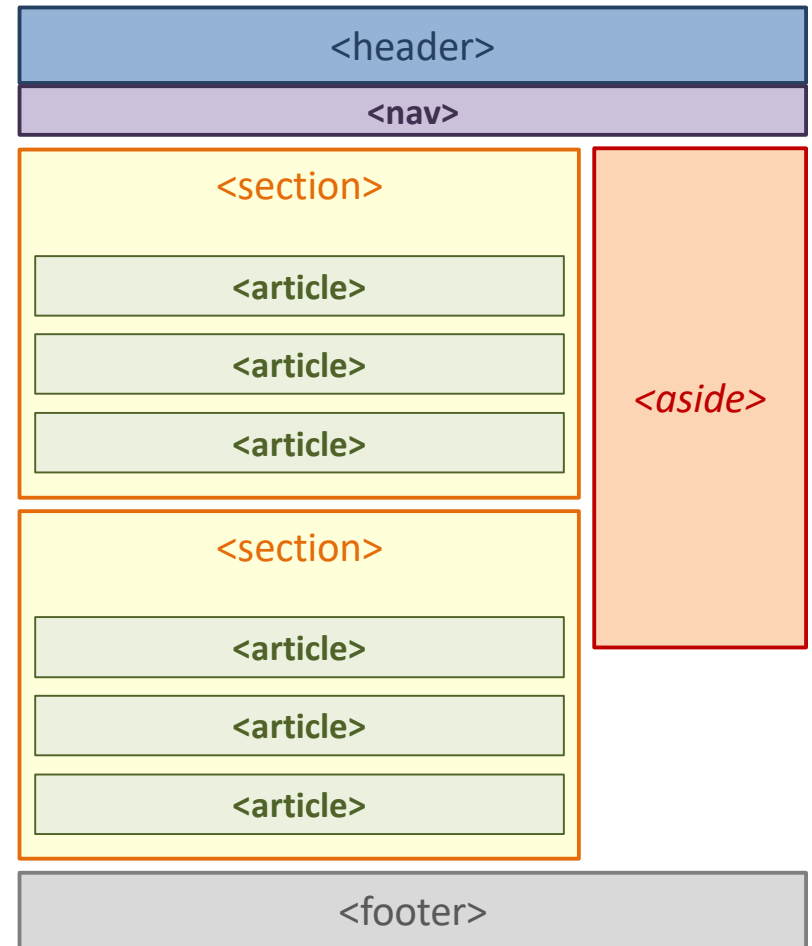 <header>
<nav>
<section>
<article>
<article>
<article>
<aside>
<section>
<article>
<article>
<article>
<footer>